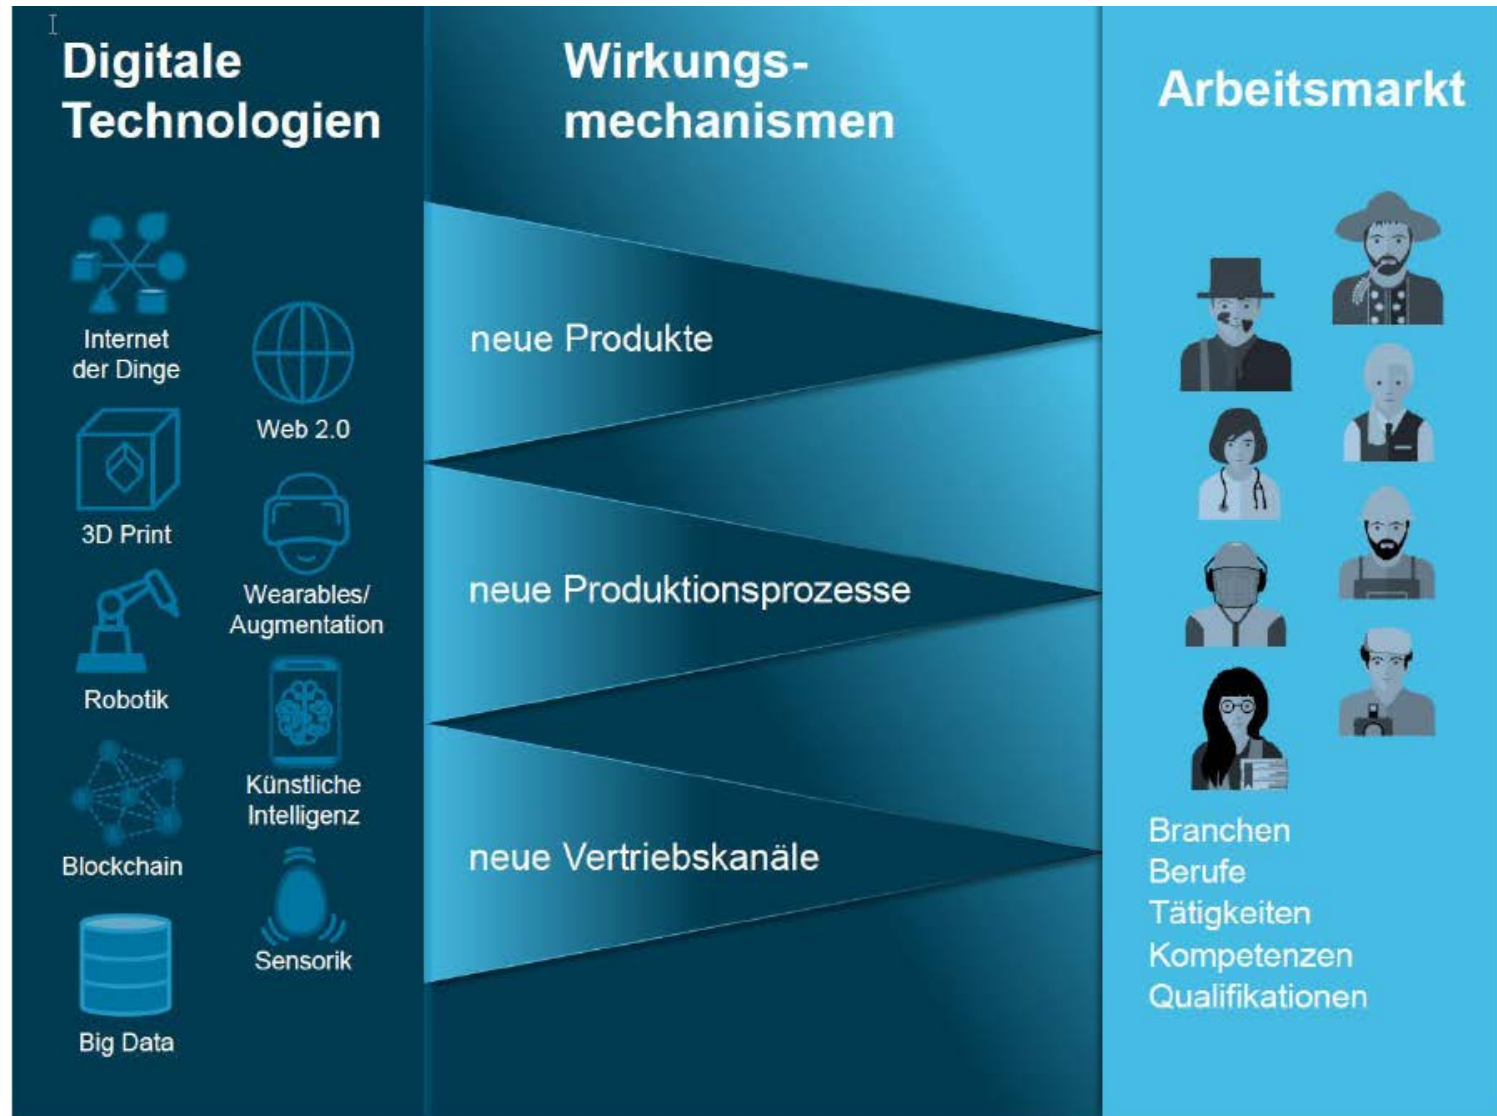 Digitale
Technologien
Internet
der Dinge
Web 2.0
3D Print
Wearables/
Augmentation
Robotik
Künstliche
Intelligenz
Blockchain
Sensorik
Big Data
Wirkungs-
mechanismen
neue Produkte
neue Produktionsprozesse
neue Vertriebskanäle
Arbeitsmarkt
Branchen
Berufe
Tätigkeiten
Kompetenzen
Qualifikationen